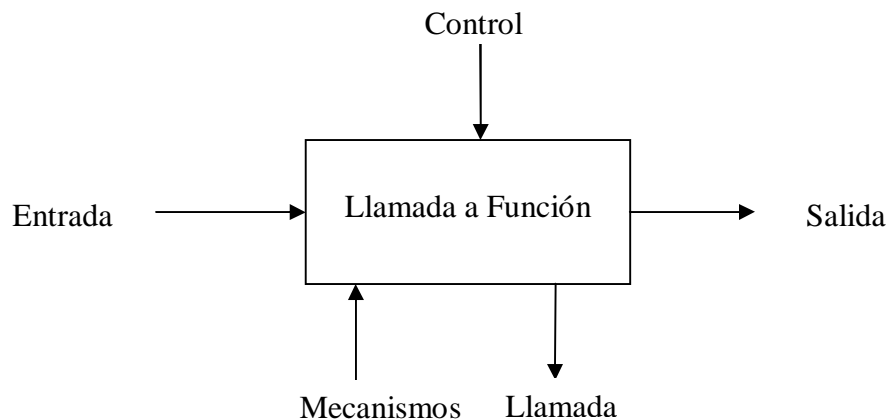 Control
Entrada
Llamada a Función
Salida
Mecanismos
Llamada